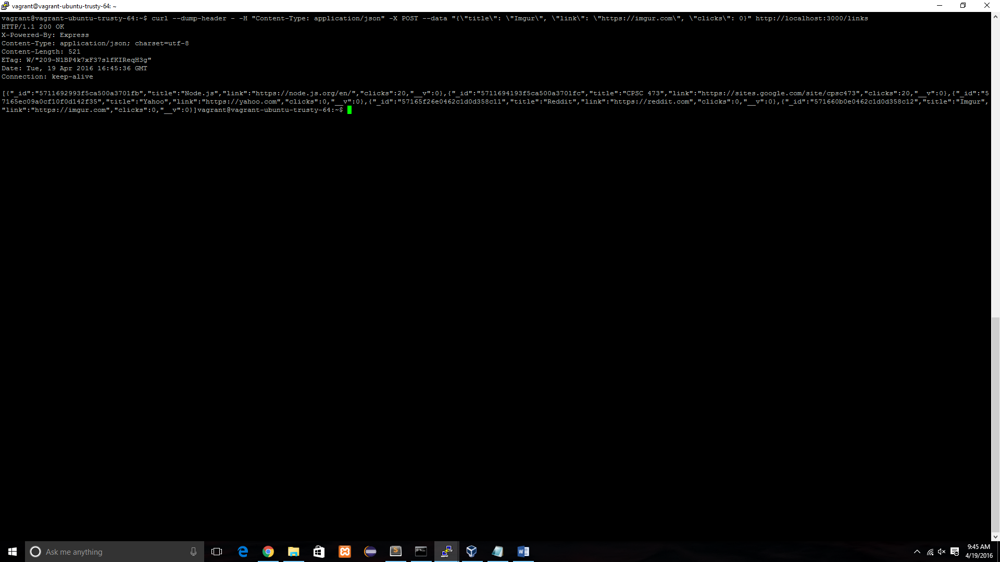 vagrant@vagrant-ubuntu-trusty-64: ~
vagrant@vagrant-ubuntu-trusty-64:~$ curl --dump-header - -H "Content-Type: application/json" -X POST --data "{\"title\": \"Imgur\", \"link\": \"https://imgur.com\", \"clicks\": 0}" http://localhost:3000/links
HTTP/1.1 200 OK
X-Powered-By: Express
Content-Type: application/json; charset=utf-8
Content-Length: 521
ETag: W/"209-N1BP4k7xF37slfKIReqH3g"
Date: Tue, 19 Apr 2016 16:45:36 GMT
Connection: keep-alive
[{"_id":"5711692993f5ca500a3701fb","title":"Node.js","link":"https://node.js.org/en/","clicks":20,"__v":0},{"_id":"5711694193f5ca500a3701fc","title":"CPSC 473","link":"https://sites.google.com/site/cpsc473","clicks":20,"__v":0},{"_id":"5
7165ec09a0cf10f0d142f35","title":"Yahoo","link":"https://yahoo.com","clicks":0,"__v":0},{"_id":"57165f26e0462c1d0d358c11","title":"Reddit","link":"https://reddit.com","clicks":0,"__v":0},{"_id":"571660b0e0462c1d0d358c12","title":"Imgur",
"link":"https://imgur.com","clicks":0,"__v":0}]vagrant@vagrant-ubuntu-trusty-64:~$
Ask me anything
9:45 AM
4/19/2016